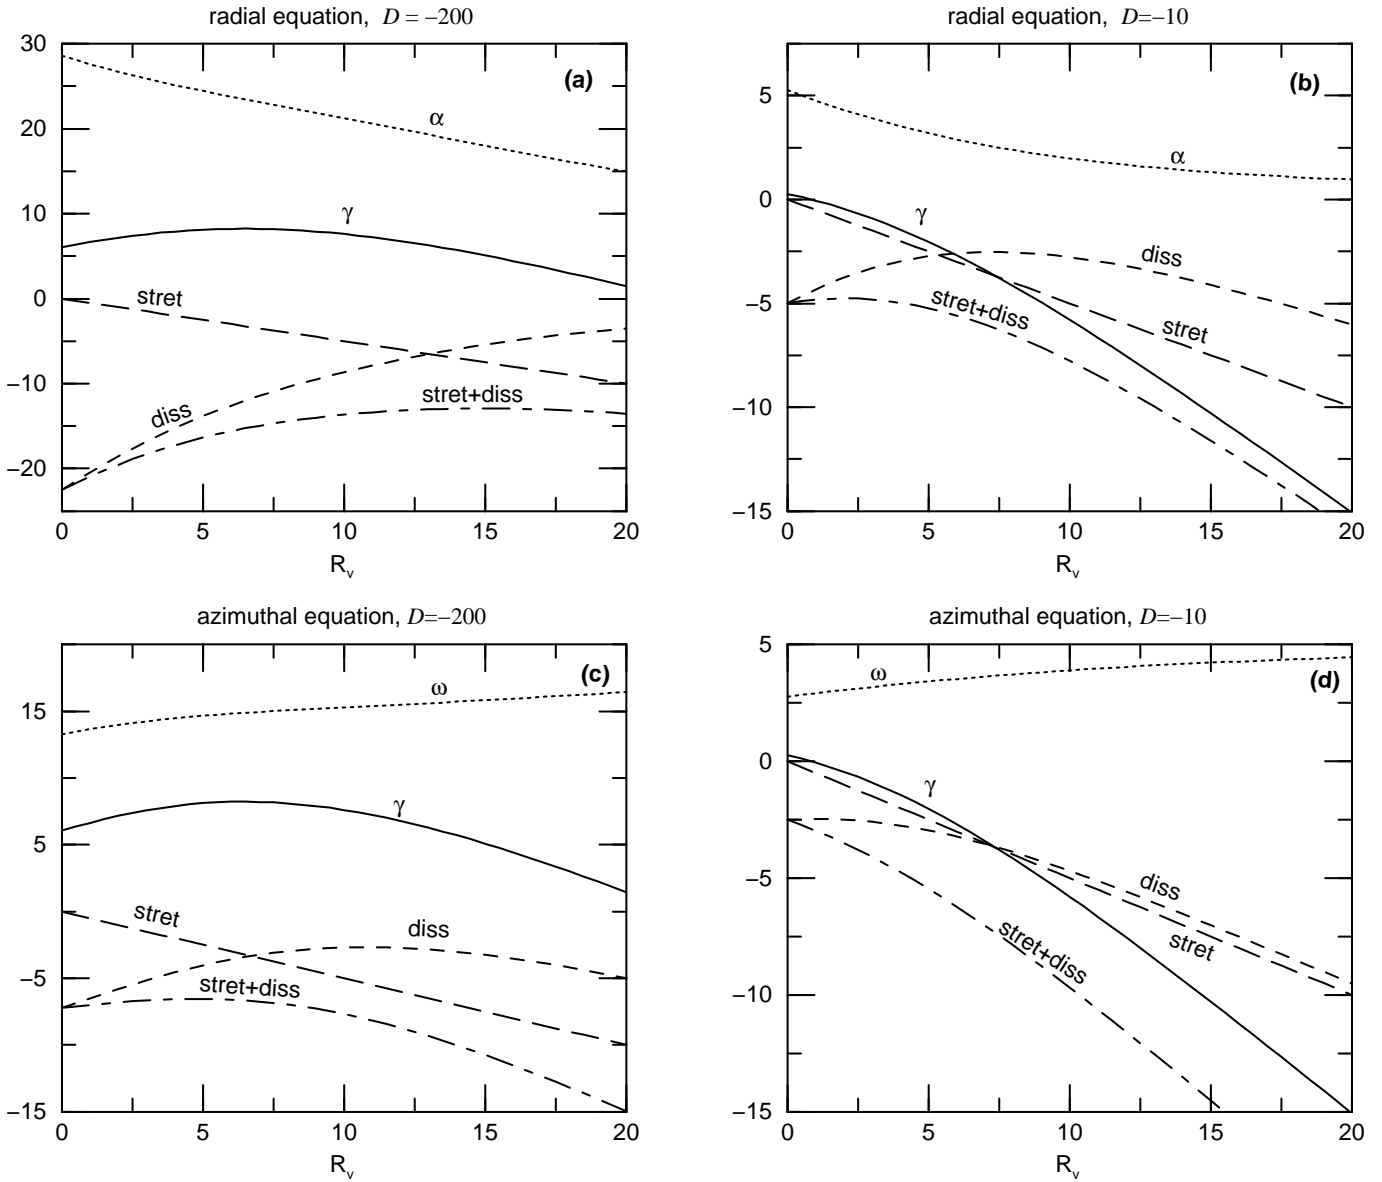 radial equation, D = −200
30
20
10
0
−10
−20
(a)
α
γ
stret
diss
stret+diss
0 5 10 15 20
R_v
radial equation, D=−10
5
0
−5
−10
−15
(b)
α
γ
diss
stret+diss
stret
0 5 10 15 20
R_v
azimuthal equation, D=−200
15
5
−5
−15
(c)
ω
γ
stret
diss
stret+diss
0 5 10 15 20
R_v
azimuthal equation, D=−10
5
0
−5
−10
−15
(d)
ω
γ
diss
stret
stret+diss
0 5 10 15 20
R_v